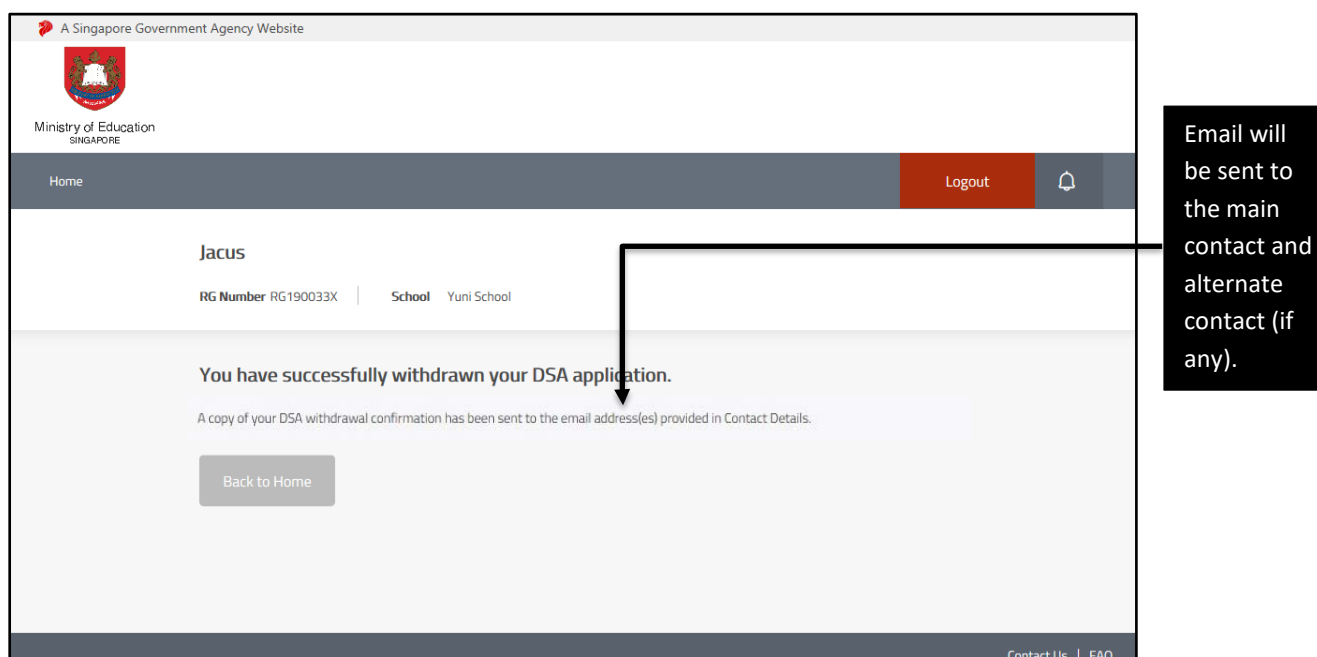 A Singapore Government Agency Website
Ministry of Education
SINGAPORE
Home
Logout
Jacus
RG Number RG190033X
School Yuni School
You have successfully withdrawn your DSA application.
A copy of your DSA withdrawal confirmation has been sent to the email address(es) provided in Contact Details.
Back to Home
Contact Us | FAQ
Email will
be sent to
the main
contact and
alternate
contact (if
any).